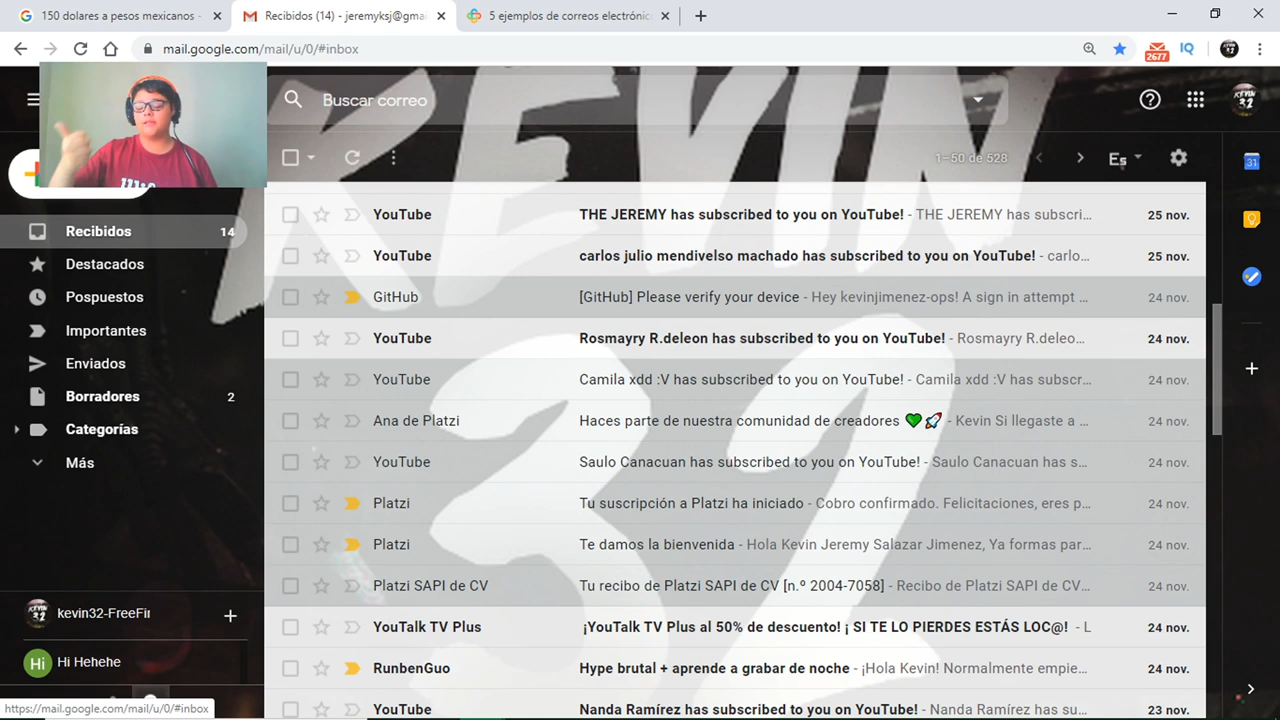 150 dolares a pesos mexicanos
Recibidos (14) - jeremyksj@gmai
5 ejemplos de correos electrónic
mail.google.com/mail/u/0/#inbox
2677
IQ
KEVIN
32
Buscar correo
1–50 de 528
Es
31
Recibidos 14
Destacados
Pospuestos
Importantes
Enviados
Borradores 2
Categorías
Más
YouTube THE JEREMY has subscribed to you on YouTube! - THE JEREMY has subscri... 25 nov.
YouTube carlos julio mendivelso machado has subscribed to you on YouTube! - carlo... 25 nov.
GitHub [GitHub] Please verify your device - Hey kevinjimenez-ops! A sign in attempt ... 24 nov.
YouTube Rosmayry R.deleon has subscribed to you on YouTube! - Rosmayry R.deleo... 24 nov.
YouTube Camila xdd :V has subscribed to you on YouTube! - Camila xdd :V has subscr... 24 nov.
Ana de Platzi Haces parte de nuestra comunidad de creadores 💚🚀 - Kevin Si llegaste a ... 24 nov.
YouTube Saulo Canacuan has subscribed to you on YouTube! - Saulo Canacuan has s... 24 nov.
Platzi Tu suscripción a Platzi ha iniciado - Cobro confirmado. Felicitaciones, eres p... 24 nov.
Platzi Te damos la bienvenida - Hola Kevin Jeremy Salazar Jimenez, Ya formas par... 24 nov.
Platzi SAPI de CV Tu recibo de Platzi SAPI de CV [n.º 2004-7058] - Recibo de Platzi SAPI de CV... 24 nov.
YouTalk TV Plus ¡YouTalk TV Plus al 50% de descuento! ¡ SI TE LO PIERDES ESTÁS LOC@! - L 24 nov.
RunbenGuo Hype brutal + aprende a grabar de noche - ¡Hola Kevin! Normalmente empie... 24 nov.
YouTube Nanda Ramírez has subscribed to you on YouTube! - Nanda Ramírez has su... 23 nov.
kevin32-FreeFir
Hi Hi Hehehe
https://mail.google.com/mail/u/0/#inbox